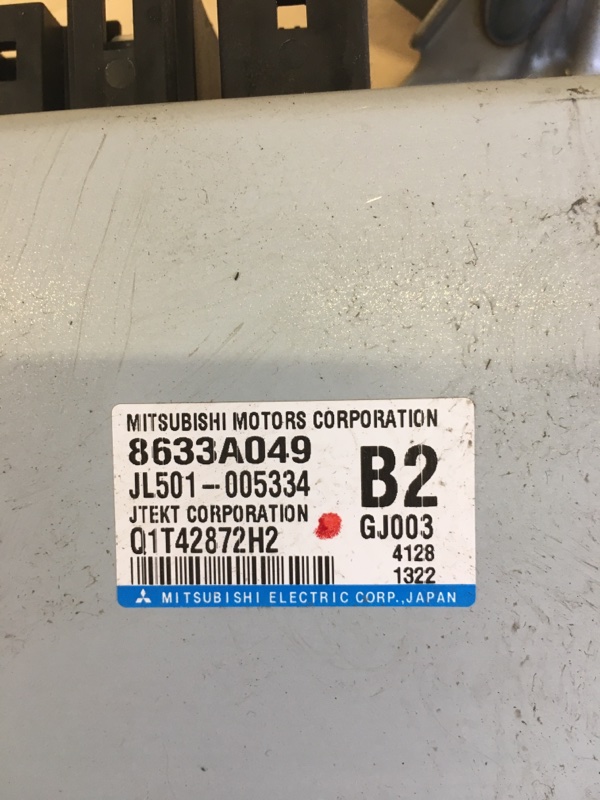 MITSUBISHI MOTORS CORPORATION
8633A049
JL501-005334
B2
JTEKT CORPORATION
GJ003
Q1T42872H2
4128
1322
MITSUBISHI ELECTRIC CORP.,JAPAN